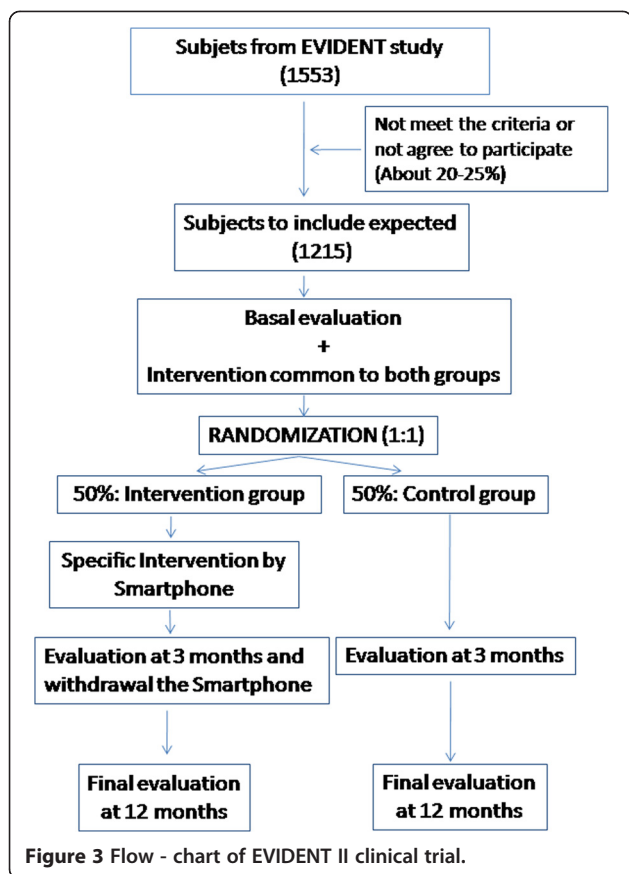 Subjets from EVIDENT study
(1553)
Not meet the criteria or
not agree to participate
(About 20-25%)
Subjects to include expected
(1215)
Basal evaluation
+
Intervention common to both groups
RANDOMIZATION (1:1)
50%: Intervention group
50%: Control group
Specific Intervention by
Smartphone
Evaluation at 3 months and
withdrawal the Smartphone
Evaluation at 3 months
Final evaluation
at 12 months
Final evaluation
at 12 months
Figure 3 Flow - chart of EVIDENT II clinical trial.